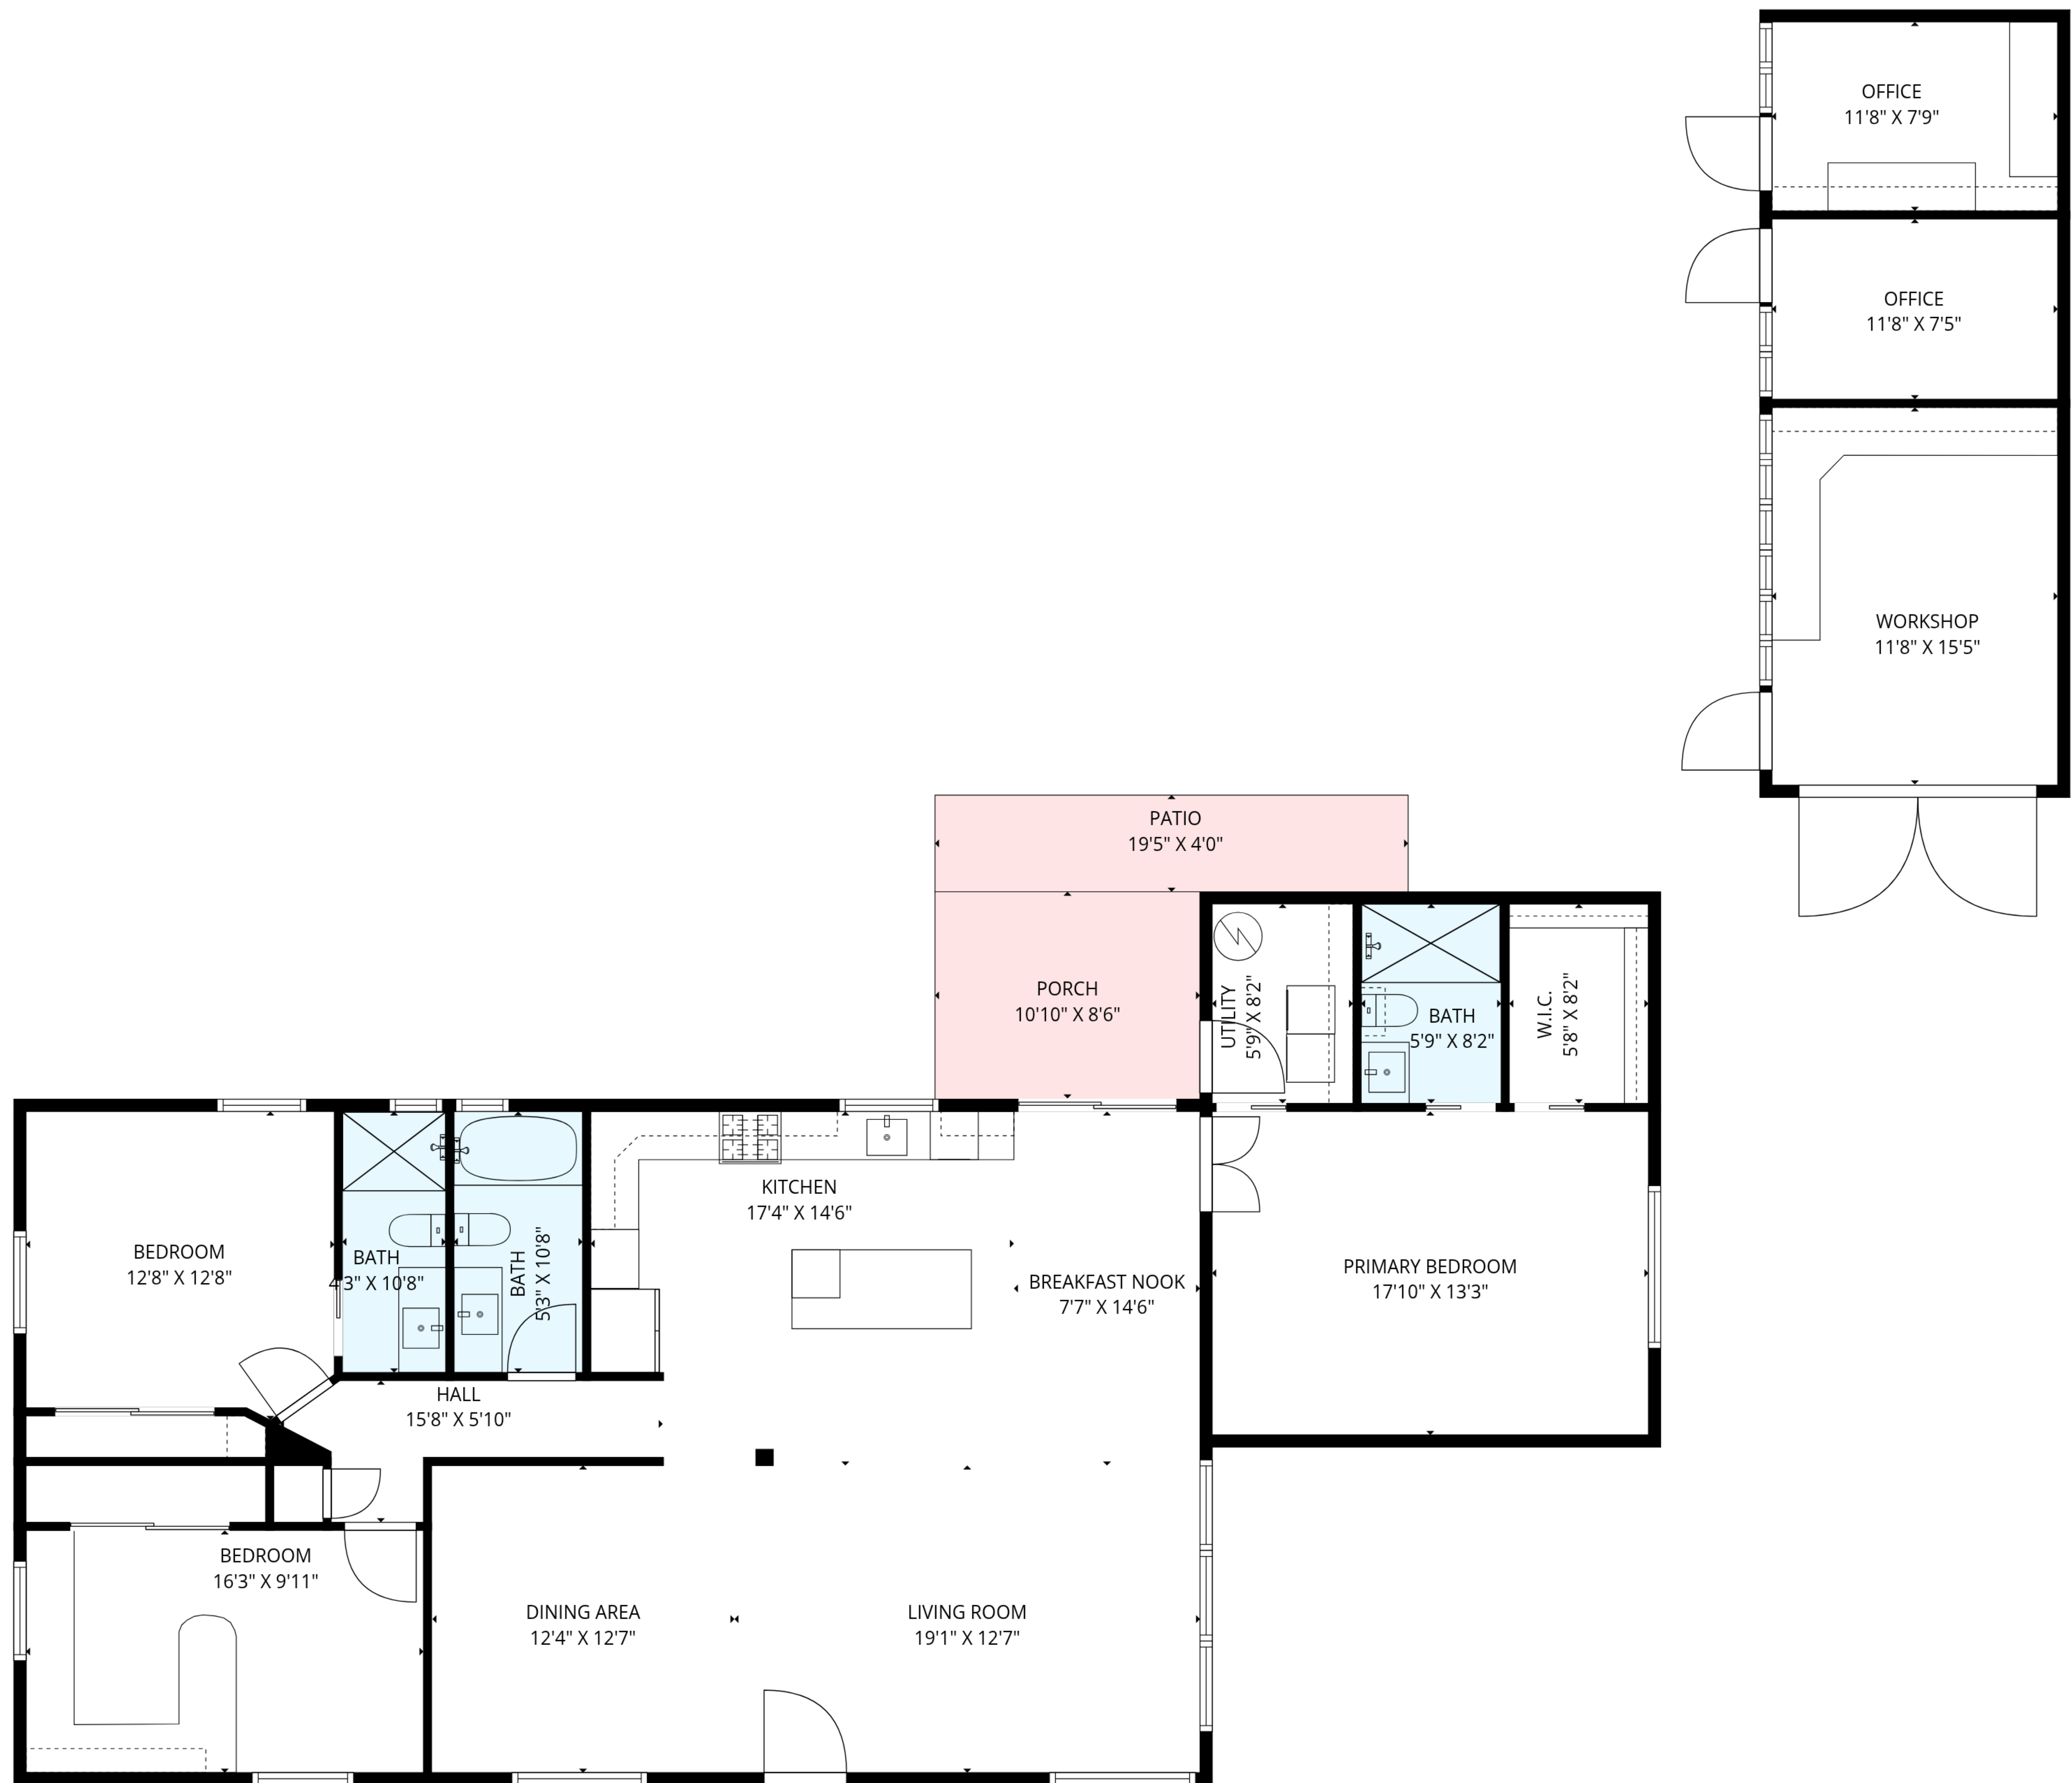 OFFICE
11'8" X 7'9"
OFFICE
11'8" X 7'5"
WORKSHOP
11'8" X 15'5"
PATIO
19'5" X 4'0"
PORCH
10'10" X 8'6"
UTILITY
5'9" X 8'2"
BATH
5'9" X 8'2"
W.I.C.
5'8" X 8'2"
KITCHEN
17'4" X 14'6"
BEDROOM
12'8" X 12'8"
BATH
4'3" X 10'8"
BATH
5'3" X 10'8"
BREAKFAST NOOK
7'7" X 14'6"
PRIMARY BEDROOM
17'10" X 13'3"
HALL
15'8" X 5'10"
BEDROOM
16'3" X 9'11"
DINING AREA
12'4" X 12'7"
LIVING ROOM
19'1" X 12'7"